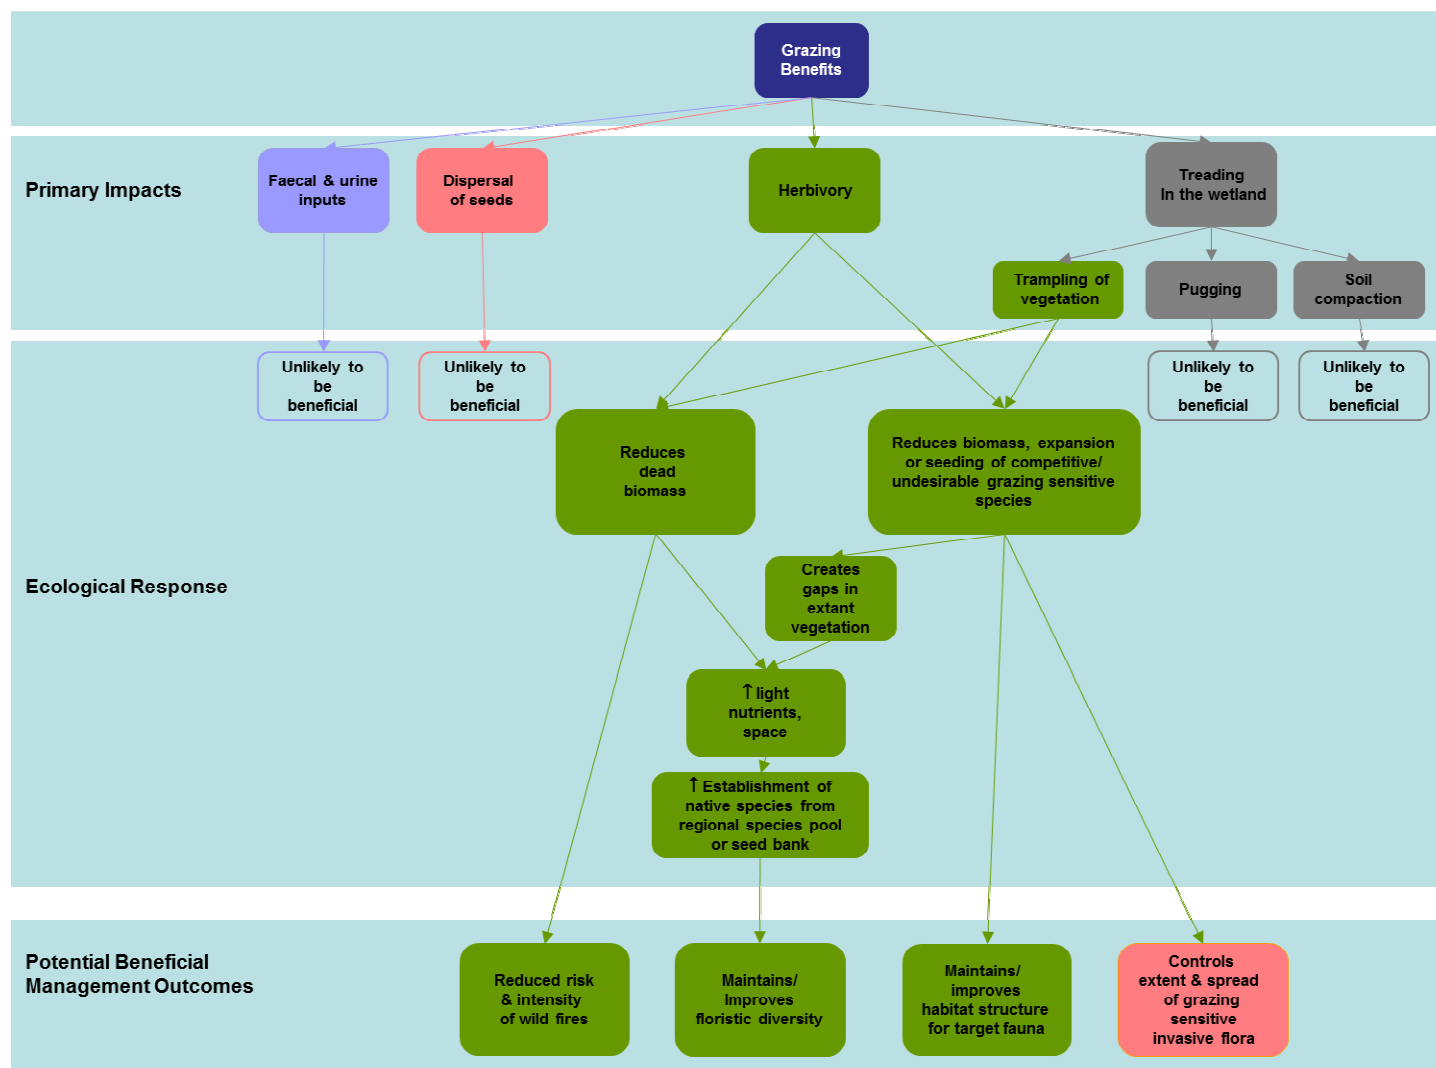 Grazing
Benefits
Primary Impacts
Faecal & urine
inputs
Dispersal
of seeds
Herbivory
Treading
In the wetland
Trampling of
vegetation
Pugging
Soil
compaction
Unlikely to
be
beneficial
Unlikely to
be
beneficial
Unlikely to
be
beneficial
Unlikely to
be
beneficial
Reduces
dead
biomass
Reduces biomass, expansion
or seeding of competitive/
undesirable grazing sensitive
species
Ecological Response
Creates
gaps in
extant
vegetation
↑ light
nutrients,
space
↑ Establishment of
native species from
regional species pool
or seed bank
Potential Beneficial
Management Outcomes
Reduced risk
& intensity
of wild fires
Maintains/
Improves
floristic diversity
Maintains/
improves
habitat structure
for target fauna
Controls
extent & spread
of grazing
sensitive
invasive flora